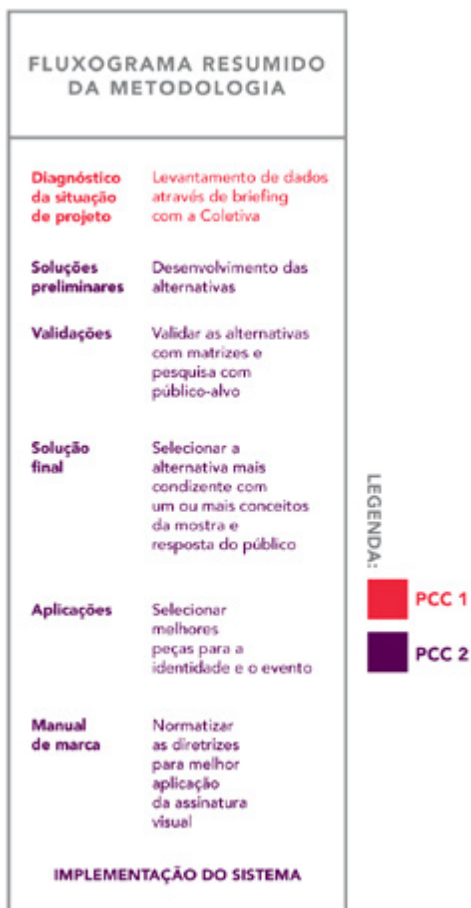 FLUXOGRAMA RESUMIDO
DA METODOLOGIA
Diagnóstico
da situação
de projeto
Levantamento de dados
através de briefing
com a Coletiva
Soluções
preliminares
Desenvolvimento das
alternativas
Validações
Validar as alternativas
com matrizes e
pesquisa com
público-alvo
Solução
final
Selecionar a
alternativa mais
condizente com
um ou mais conceitos
da mostra e
resposta do público
Aplicações
Selecionar
melhores
peças para a
identidade e o evento
Manual
de marca
Normatizar
as diretrizes
para melhor
aplicação
da assinatura
visual
IMPLEMENTAÇÃO DO SISTEMA
LEGENDA:
PCC 1
PCC 2